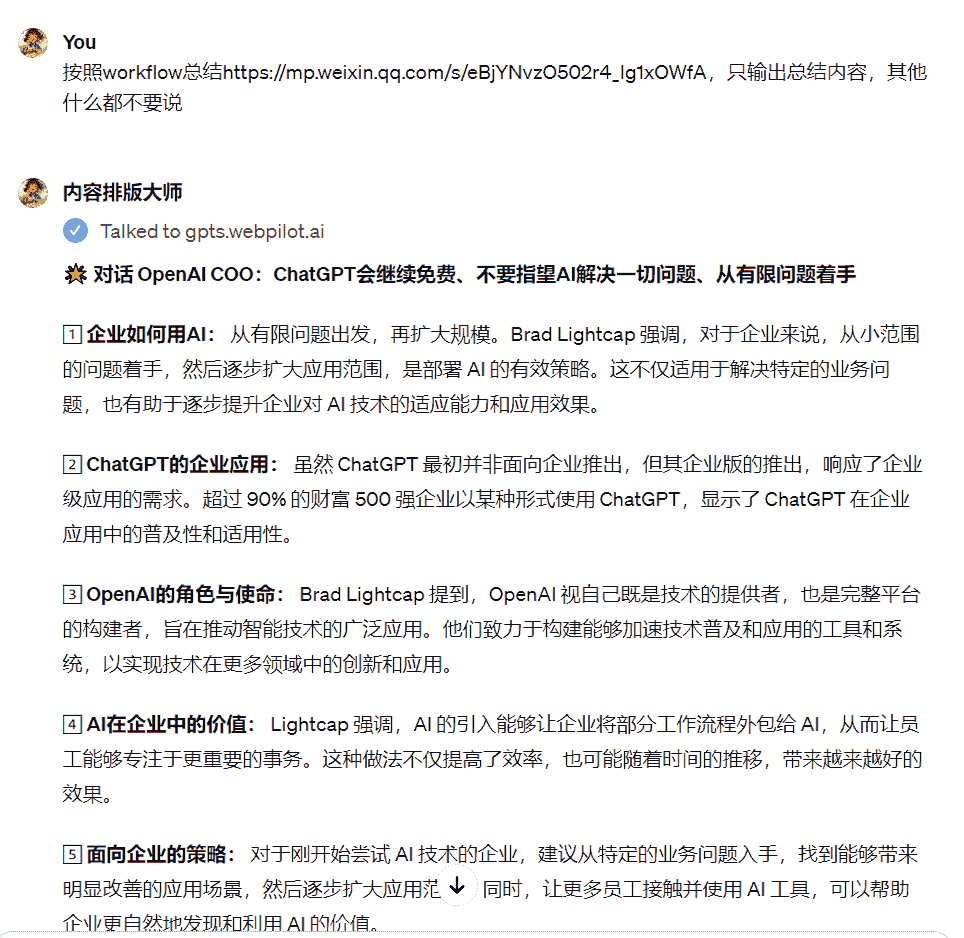 You
按照workflow总结https://mp.weixin.qq.com/s/eBjYNvzO502r4_lg1xOWfA，只输出总结内容，其他
什么都不要说
内容排版大师
Talked to gpts.webpilot.ai
🌟 对话 OpenAI COO：ChatGPT会继续免费、不要指望AI解决一切问题、从有限问题着手
1️⃣ 企业如何用AI： 从有限问题出发，再扩大规模。Brad Lightcap 强调，对于企业来说，从小范围
的问题着手，然后逐步扩大应用范围，是部署 AI 的有效策略。这不仅适用于解决特定的业务问
题，也有助于逐步提升企业对 AI 技术的适应能力和应用效果。
2️⃣ ChatGPT的企业应用： 虽然 ChatGPT 最初并非面向企业推出，但其企业版的推出，响应了企业
级应用的需求。超过 90% 的财富 500 强企业以某种形式使用 ChatGPT，显示了 ChatGPT 在企业
应用中的普及性和适用性。
3️⃣ OpenAI的角色与使命： Brad Lightcap 提到，OpenAI 视自己既是技术的提供者，也是完整平台
的构建者，旨在推动智能技术的广泛应用。他们致力于构建能够加速技术普及和应用的工具和系
统，以实现技术在更多领域中的创新和应用。
4️⃣ AI在企业中的价值： Lightcap 强调，AI 的引入能够让企业将部分工作流程外包给 AI，从而让员
工能够专注于更重要的事务。这种做法不仅提高了效率，也可能随着时间的推移，带来越来越好的
效果。
5️⃣ 面向企业的策略： 对于刚开始尝试 AI 技术的企业，建议从特定的业务问题入手，找到能够带来
明显改善的应用场景，然后逐步扩大应用范 同时，让更多员工接触并使用 AI 工具，可以帮助
企业更自然地发现和利用 AI 的价值。